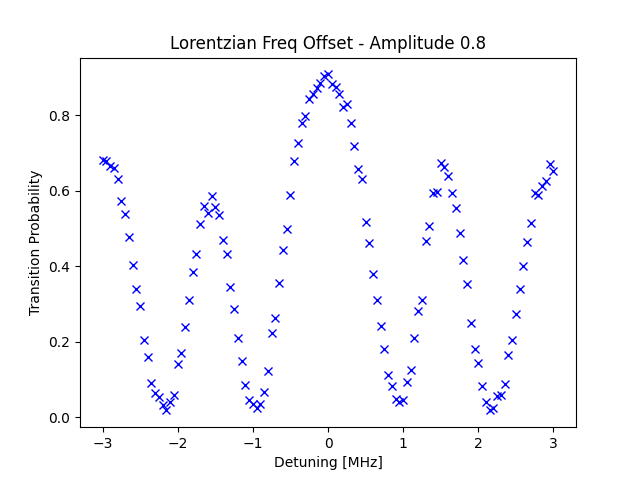 Lorentzian Freq Offset - Amplitude 0.8
Transition Probability
0.8
0.6
0.4
0.2
0.0
−3 −2 −1 0 1 2 3
Detuning [MHz]